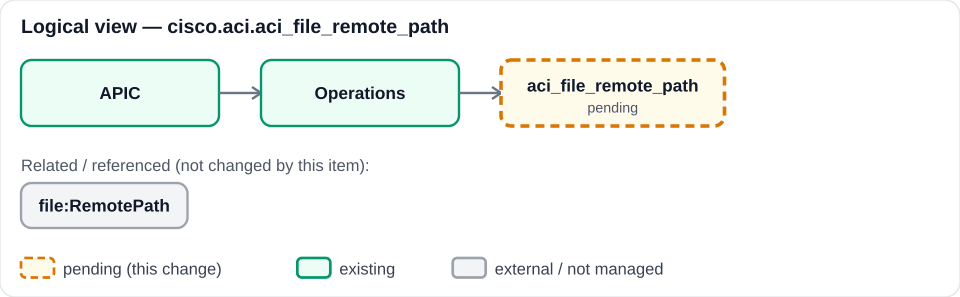 Logical view — cisco.aci.aci_file_remote_path
APIC
Operations
aci_file_remote_path
pending
Related / referenced (not changed by this item):
file:RemotePath
pending (this change)
existing
external / not managed